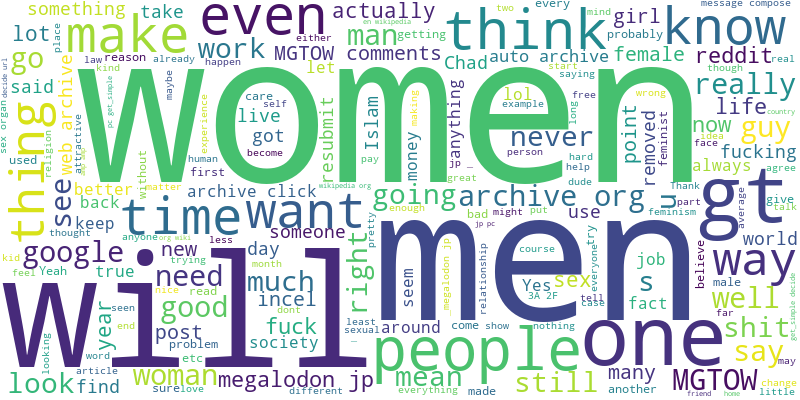 something take even actually think girl every mind two en wikipedia getting either probably message compose know
lot make work man
go MGTOW comments Chad auto archive female reddit
said law reason already happen let lol saying start though real
place kind maybe women really
sex organ web archive pc get_simple care self live got become resubmit Islam money anything example person never long free hard help dude point removed feminist wrong idea face life
decide url thing attractive religion experience human first without pay making now guy
used see better back matter archive click wikipedia org jp _ great always fucking agree country
thought keep time want going archive org u feminism Thank part average give talk
anyone org wiki less someone enough pretty bad might put jp pc use gt
kid google new trying day right men try believe world
feel Yeah true need month much seem _megalodon jp relationship course Yes everyone sex job s male way
will nice read good dont incel 3A 2F tell fact far well
looking seen year post fuck sexual least around come show nothing one shit get_simple decide
end problem society people say may
word etc mean many MGTOW
look find article woman sure love megalodon jp different everything made still another friend home change little